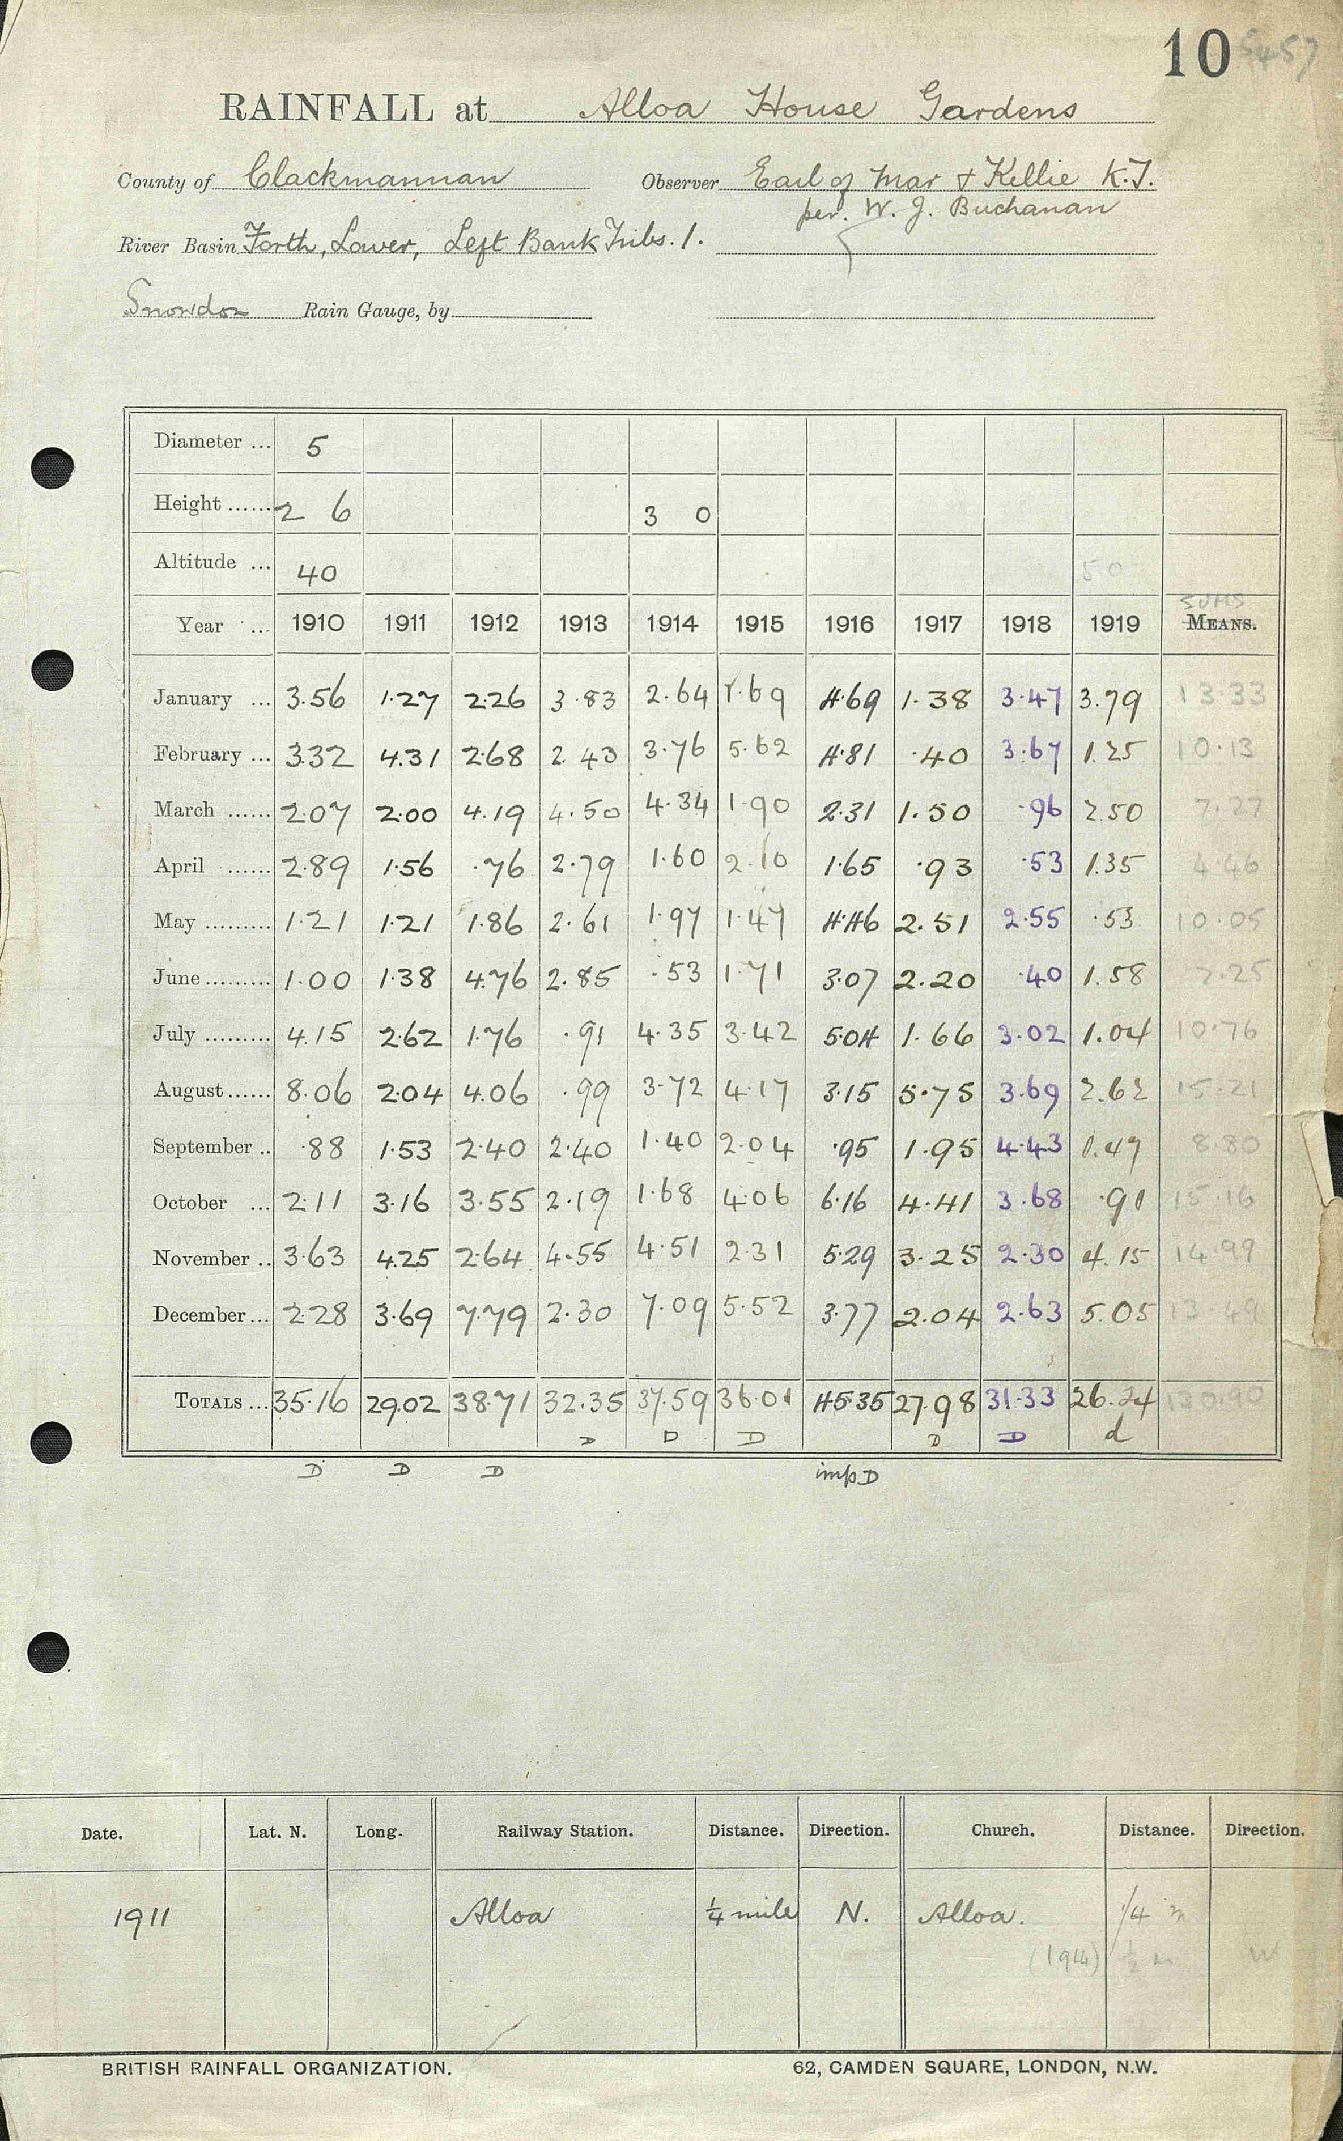 10 5457
RAINFALL at Alloa House Gardens
County of Clackmannan Observer Earl of Mar & Kellie K.T.
per. W. J. Buchanan
River Basin Forth, Lower, Left Bank Tribs. 1.
Snowdon Rain Gauge, by
Diameter ... 5
Height ...... 2 6 3 0
Altitude ... 40 50
SUMS
Year ... 1910 1911 1912 1913 1914 1915 1916 1917 1918 1919 MEANS.
January ... 3.56 1.27 2.26 3.83 2.64 1.69 4.69 1.38 3.47 3.79 13.33
February ... 3.32 4.31 2.68 2.43 3.76 5.62 4.81 .40 3.67 1.25 10.13
March ...... 2.07 2.00 4.19 4.50 4.34 1.90 2.31 1.50 .96 2.50 7.27
April ...... 2.89 1.56 .76 2.79 1.60 2.10 1.65 .93 .53 1.35 4.46
May ......... 1.21 1.21 1.86 2.61 1.97 1.47 4.46 2.51 2.55 .53 10.05
June ......... 1.00 1.38 4.76 2.85 .53 1.71 3.07 2.20 .40 1.58 7.25
July ......... 4.15 2.62 1.76 .91 4.35 3.42 5.04 1.66 3.02 1.04 10.76
August ...... 8.06 2.04 4.06 .99 3.72 4.17 3.15 5.75 3.69 2.62 15.21
September .. .88 1.53 2.40 2.40 1.40 2.04 .95 1.95 4.43 1.47 8.80
October ... 2.11 3.16 3.55 2.19 1.68 4.06 6.16 4.41 3.68 .91 15.16
November .. 3.63 4.25 2.64 4.55 4.51 2.31 5.29 3.25 2.30 4.15 14.99
December ... 2.28 3.69 7.79 2.30 7.09 5.52 3.77 2.04 2.63 5.05 13.49
TOTALS ... 35.16 29.02 38.71 32.35 37.59 36.01 45.35 27.98 31.33 26.24 130.90
D D D D D d
D D D imp D
Date. Lat. N. Long. Railway Station. Distance. Direction. Church. Distance. Direction.
1911 Alloa ¼ mile N. Alloa. 1/4 m
(1914) ½ m W
BRITISH RAINFALL ORGANIZATION. 62, CAMDEN SQUARE, LONDON, N.W.